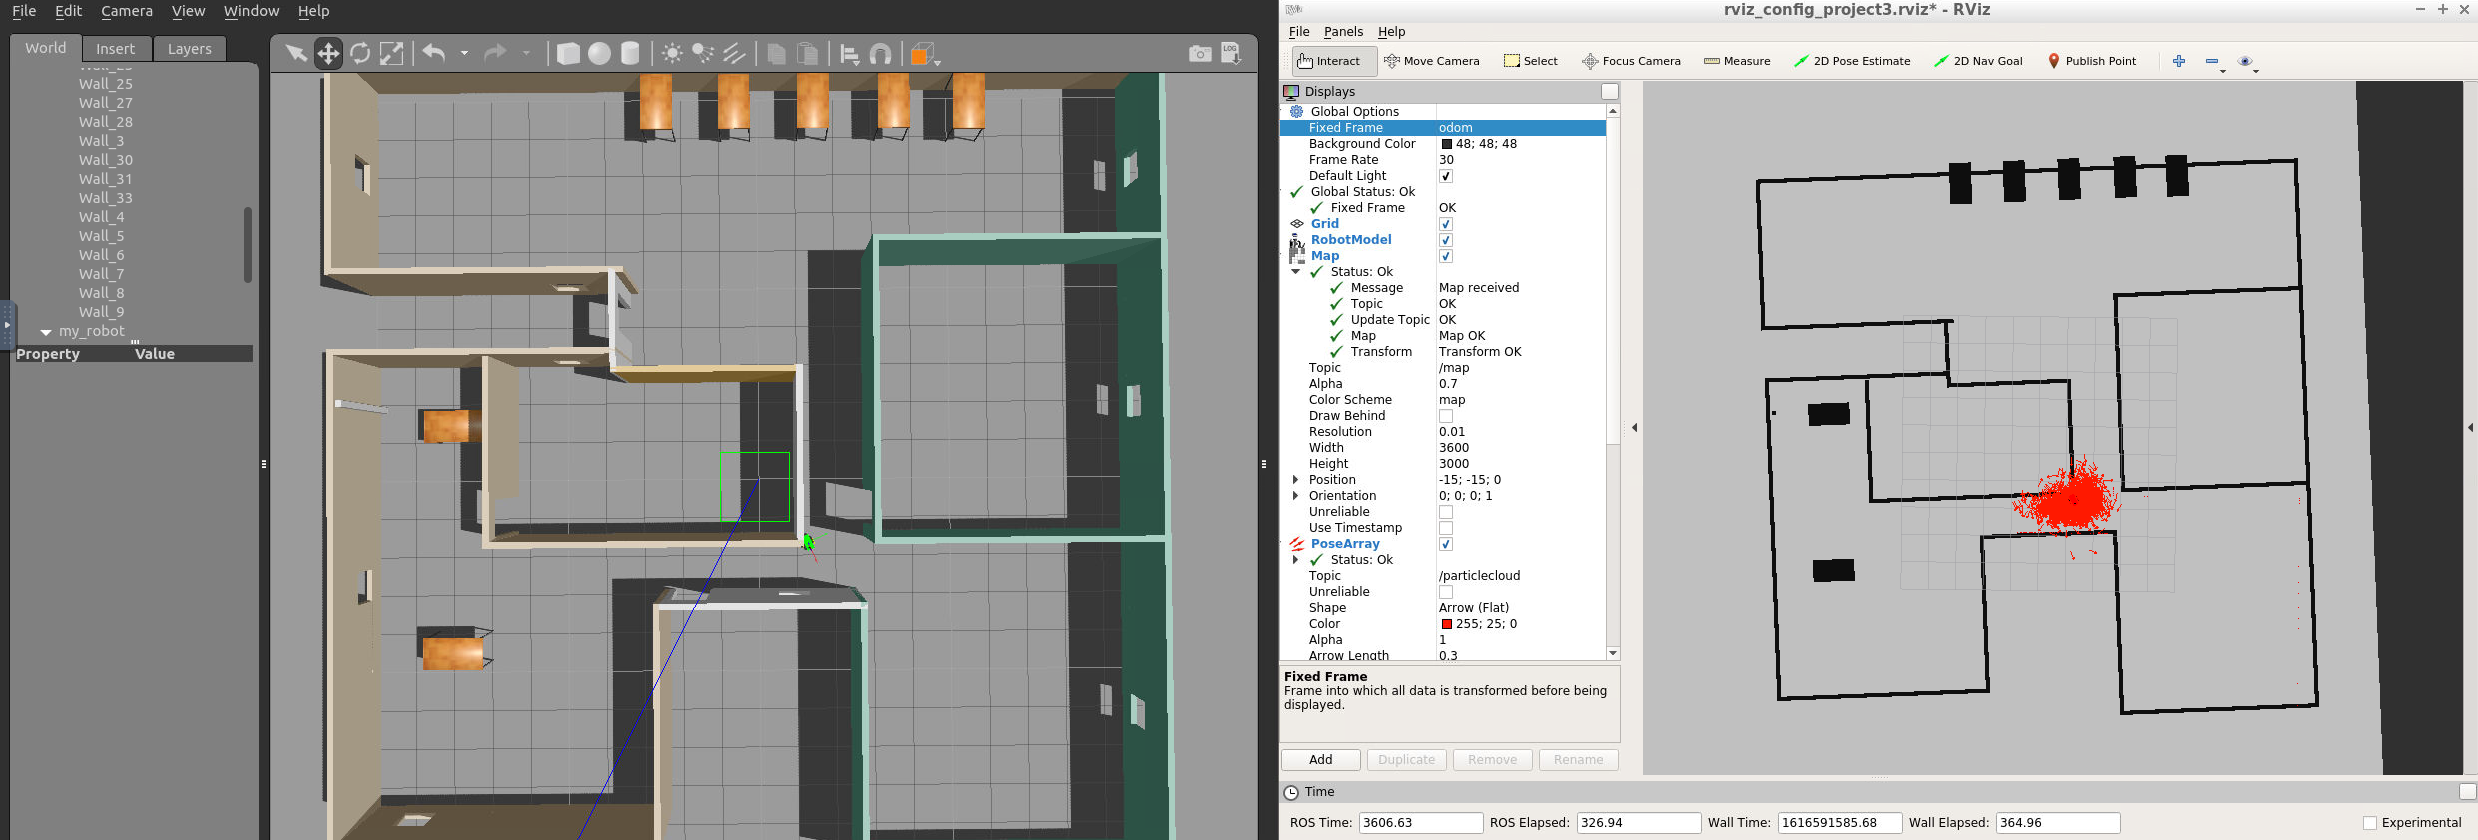 File Edit Camera View Window Help
World Insert Layers
Wall_25
Wall_27
Wall_28
Wall_3
Wall_30
Wall_31
Wall_33
Wall_4
Wall_5
Wall_6
Wall_7
Wall_8
Wall_9
my_robot
Property Value
LOG
rviz_config_project3.rviz* - RViz
File Panels Help
Interact Move Camera Select Focus Camera Measure 2D Pose Estimate 2D Nav Goal Publish Point
Displays
Global Options
Fixed Frame odom
Background Color 48; 48; 48
Frame Rate 30
Default Light
Global Status: Ok
Fixed Frame OK
Grid
RobotModel
Map
Status: Ok
Message Map received
Topic OK
Update Topic OK
Map Map OK
Transform Transform OK
Topic /map
Alpha 0.7
Color Scheme map
Draw Behind
Resolution 0.01
Width 3600
Height 3000
Position -15; -15; 0
Orientation 0; 0; 0; 1
Unreliable
Use Timestamp
PoseArray
Status: Ok
Topic /particlecloud
Unreliable
Shape Arrow (Flat)
Color 255; 25; 0
Alpha 1
Arrow Length 0.3
Fixed Frame
Frame into which all data is transformed before being
displayed.
Add Duplicate Remove Rename
Time
ROS Time: 3606.63 ROS Elapsed: 326.94 Wall Time: 1616591585.68 Wall Elapsed: 364.96 Experimental